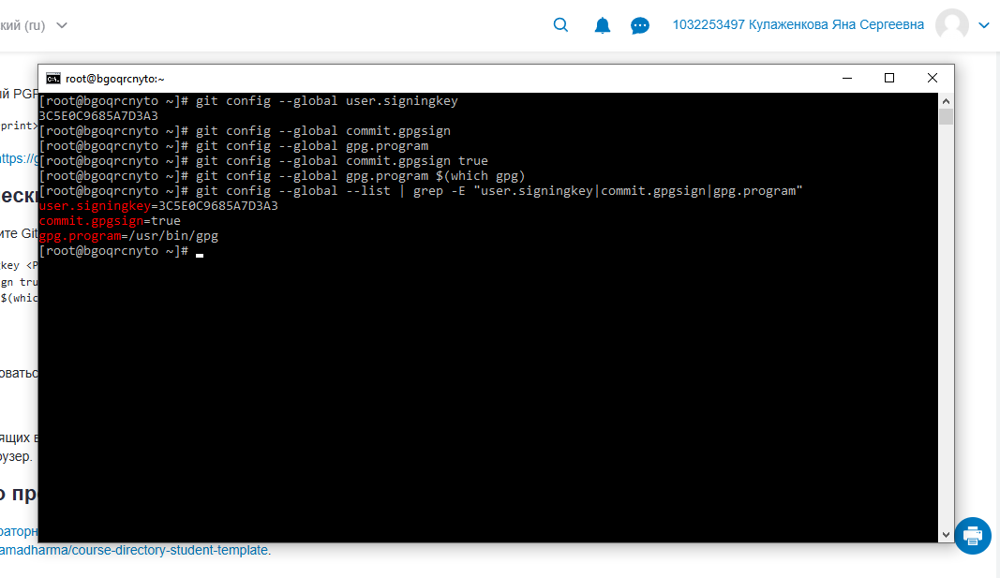 кий (ru)
1032253497 Кулаженкова Яна Сергеевна
root@bgoqrcnyto:~
[root@bgoqrcnyto ~]# git config --global user.signingkey
3C5E0C9685A7D3A3
[root@bgoqrcnyto ~]# git config --global commit.gpgsign
[root@bgoqrcnyto ~]# git config --global gpg.program
[root@bgoqrcnyto ~]# git config --global commit.gpgsign true
[root@bgoqrcnyto ~]# git config --global gpg.program $(which gpg)
[root@bgoqrcnyto ~]# git config --global --list | grep -E "user.signingkey|commit.gpgsign|gpg.program"
user.signingkey=3C5E0C9685A7D3A3
commit.gpgsign=true
gpg.program=/usr/bin/gpg
[root@bgoqrcnyto ~]#
й PGP
print>
ttps://g
еск
ите Git
key <P
gn tru
$(whic
оватьс
ящих в
рузер.
о пр
раторн
amadharma/course-directory-student-template.